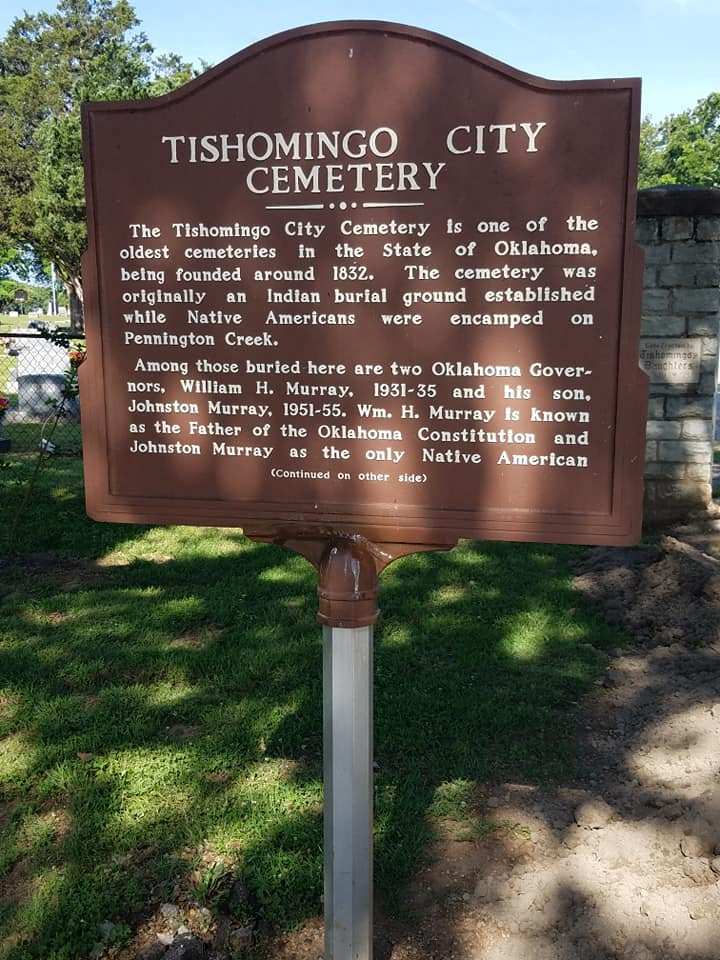 TISHOMINGO CITY
CEMETERY
The Tishomingo City Cemetery is one of the
oldest cemeteries in the State of Oklahoma,
being founded around 1832. The cemetery was
originally an Indian burial ground established
while Native Americans were encamped on
Pennington Creek.
Among those buried here are two Oklahoma Gover-
nors, William H. Murray, 1931-35 and his son,
Johnston Murray, 1951-55. Wm. H. Murray is known
as the Father of the Oklahoma Constitution and
Johnston Murray as the only Native American
(Continued on other side)
Tishomingo
Daughters